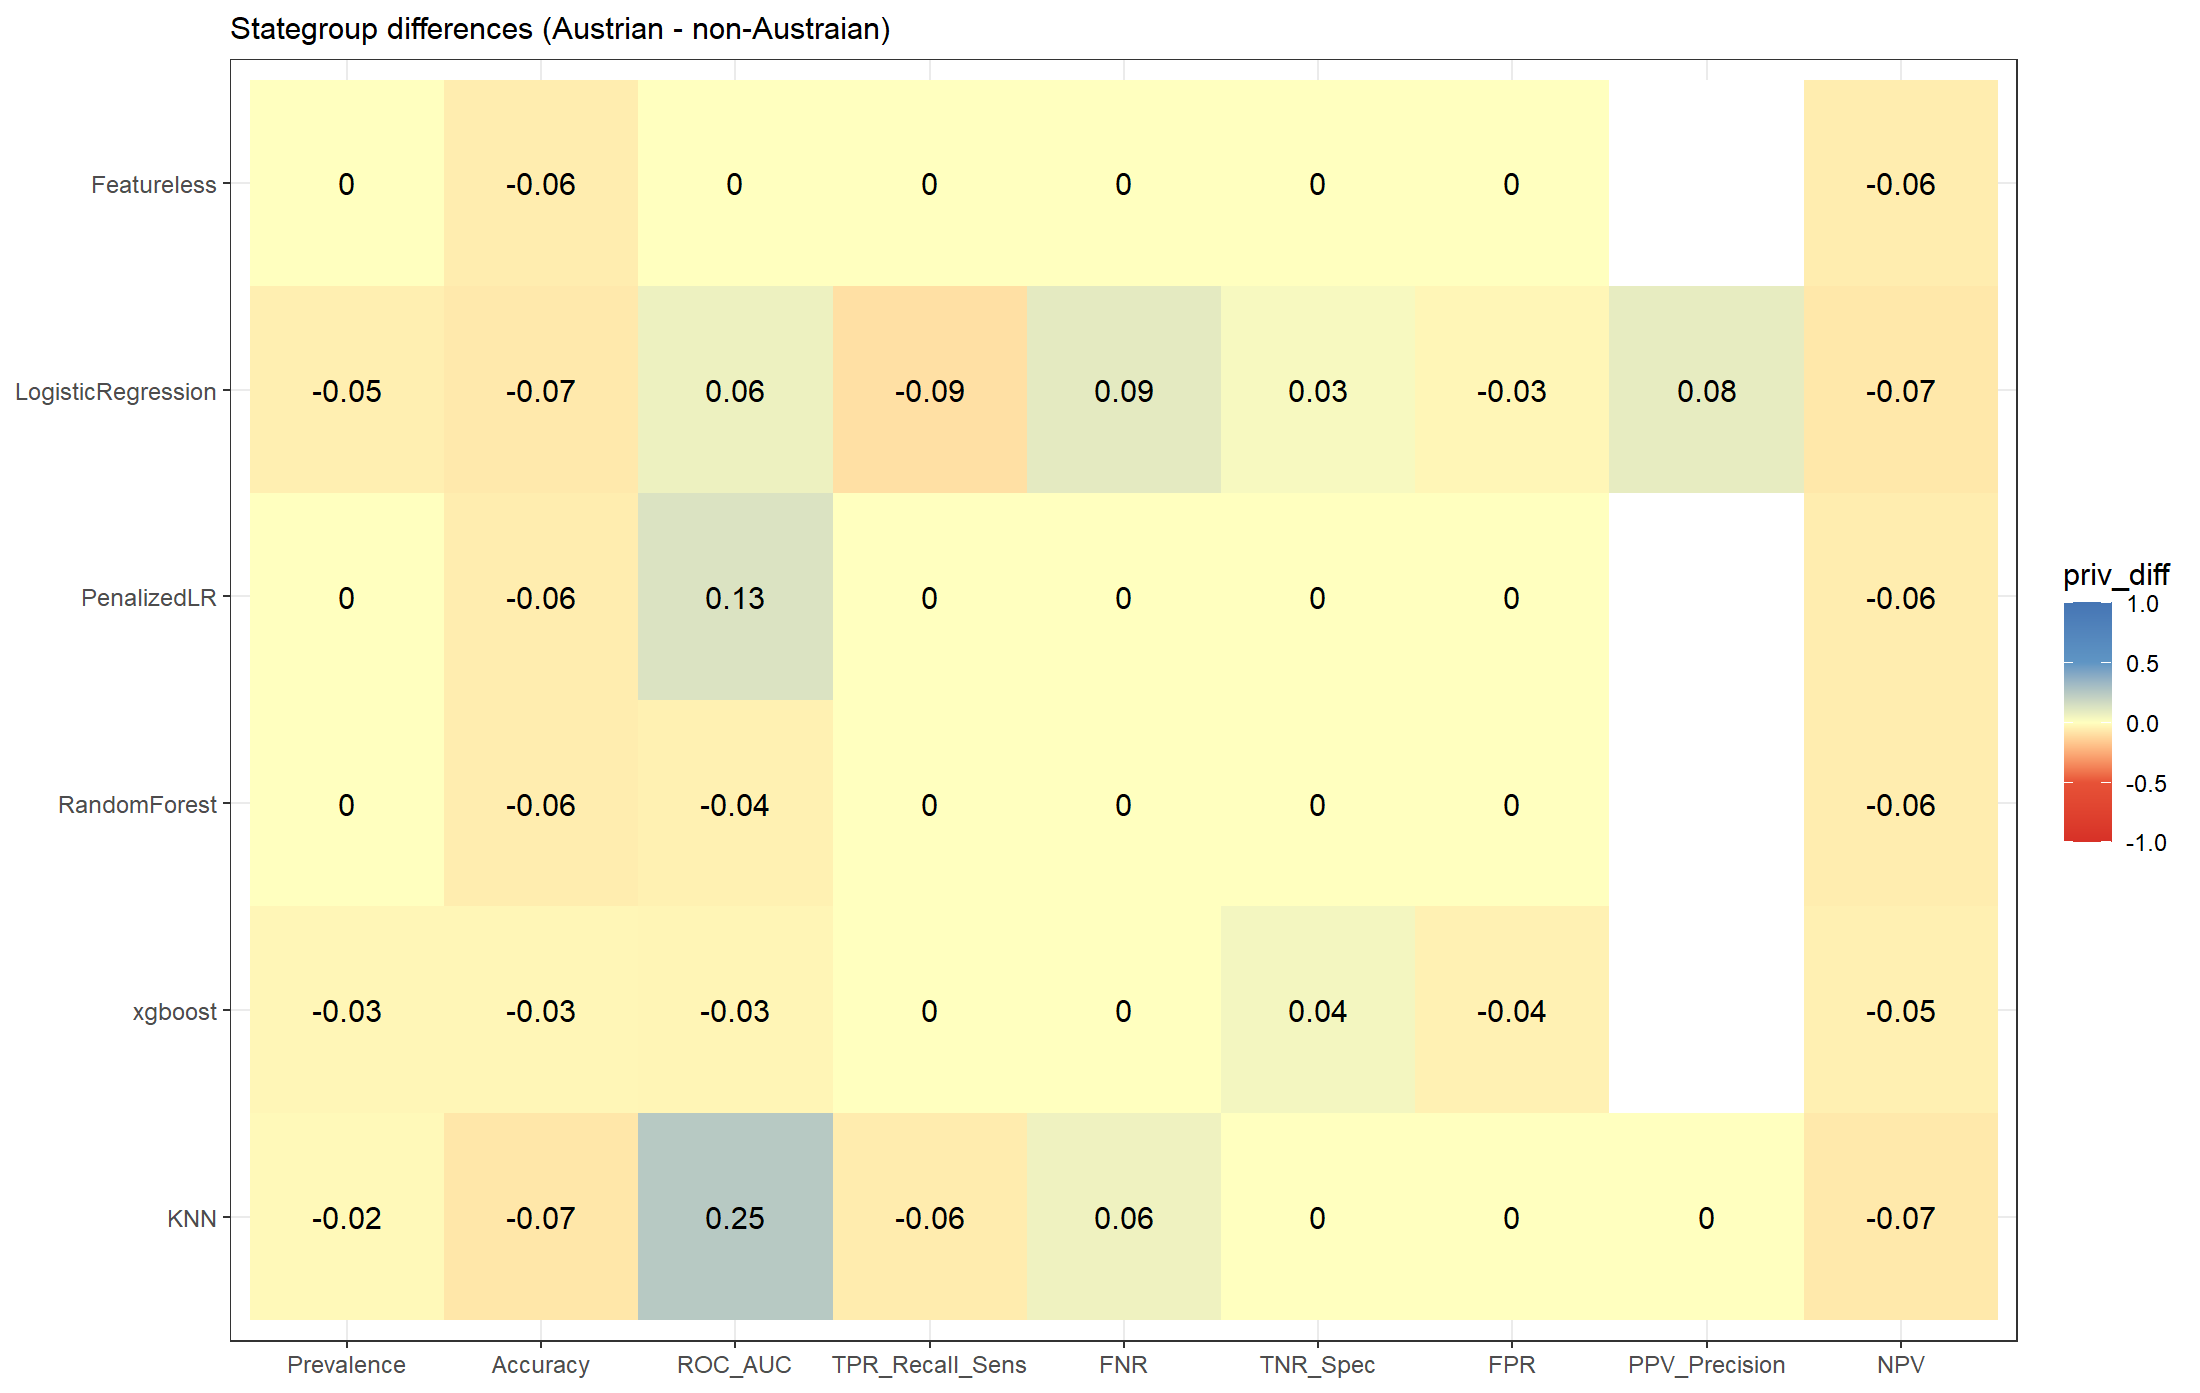 Stategroup differences (Austrian - non-Austraian)
Featureless 0 -0.06 0 0 0 0 0 -0.06
LogisticRegression -0.05 -0.07 0.06 -0.09 0.09 0.03 -0.03 0.08 -0.07
PenalizedLR 0 -0.06 0.13 0 0 0 0 -0.06
RandomForest 0 -0.06 -0.04 0 0 0 0 -0.06
xgboost -0.03 -0.03 -0.03 0 0 0.04 -0.04 -0.05
KNN -0.02 -0.07 0.25 -0.06 0.06 0 0 0 -0.07
Prevalence Accuracy ROC_AUC TPR_Recall_Sens FNR TNR_Spec FPR PPV_Precision NPV
priv_diff
1.0
0.5
0.0
-0.5
-1.0